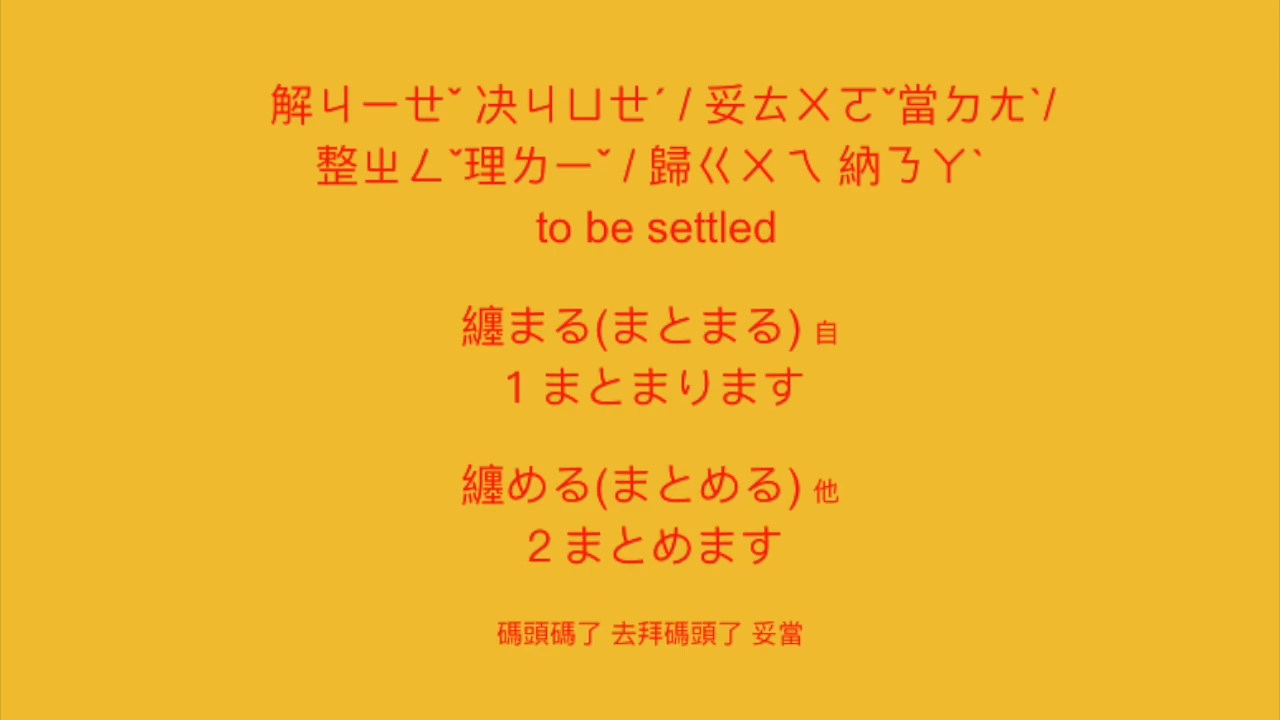 解ㄐㄧㄝˇ 决ㄐㄩㄝˊ / 妥ㄊㄨㄛˇ當ㄉㄤˋ/
整ㄓㄥˇ理ㄌㄧˇ / 歸ㄍㄨㄟ 納ㄋㄚˋ
to be settled
纏まる(まとまる) 自
1 まとまります
纏める(まとめる) 他
2 まとめます
碼頭碼了 去拜碼頭了 妥當